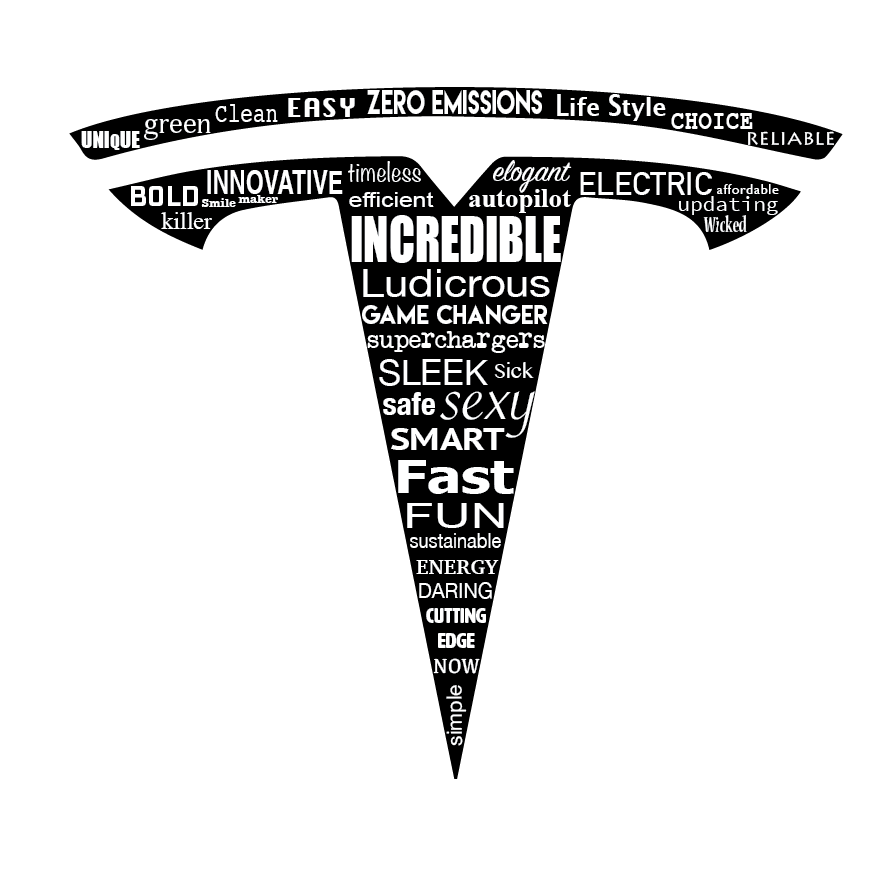 UNIQUE green Clean EASY ZERO EMISSIONS Life Style CHOICE RELIABLE
BOLD INNOVATIVE timeless elogant ELECTRIC affordable
Smile maker efficient autopilot updating
killer Wicked
INCREDIBLE
Ludicrous
GAME CHANGER
superchargers
SLEEK Sick
safe sexy
SMART
Fast
FUN
sustainable
ENERGY
DARING
CUTTING
EDGE
NOW
simple